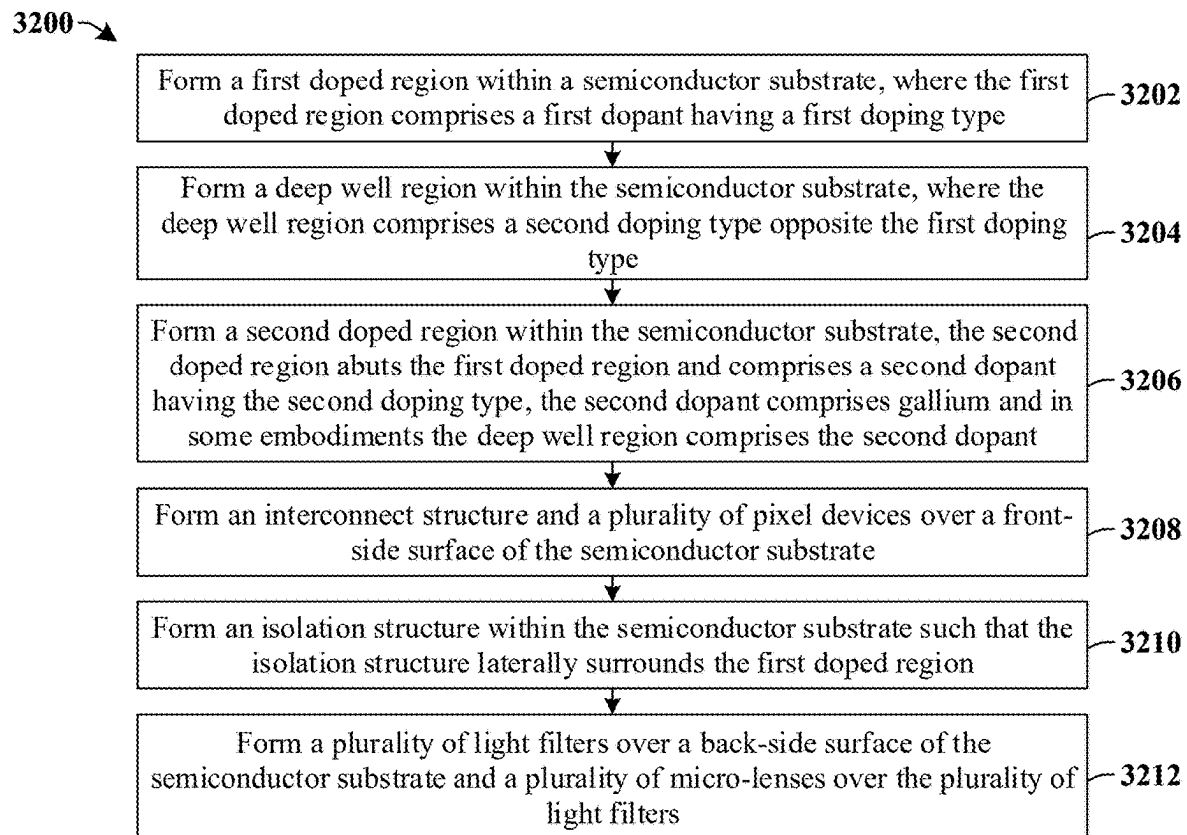 3200
Form a first doped region within a semiconductor substrate, where the first
doped region comprises a first dopant having a first doping type
3202
Form a deep well region within the semiconductor substrate, where the
deep well region comprises a second doping type opposite the first doping
type
3204
Form a second doped region within the semiconductor substrate, the second
doped region abuts the first doped region and comprises a second dopant
having the second doping type, the second dopant comprises gallium and in
some embodiments the deep well region comprises the second dopant
3206
Form an interconnect structure and a plurality of pixel devices over a front-
side surface of the semiconductor substrate
3208
Form an isolation structure within the semiconductor substrate such that the
isolation structure laterally surrounds the first doped region
3210
Form a plurality of light filters over a back-side surface of the
semiconductor substrate and a plurality of micro-lenses over the plurality of
light filters
3212